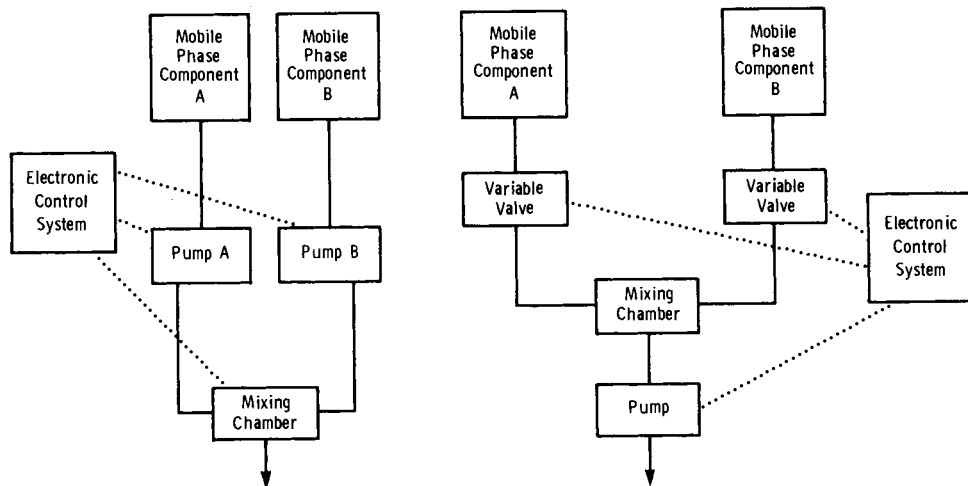 Mobile
Phase
Component
A
Mobile
Phase
Component
B
Electronic
Control
System
Pump A
Pump B
Mixing
Chamber
Mobile
Phase
Component
A
Mobile
Phase
Component
B
Variable
Valve
Variable
Valve
Electronic
Control
System
Mixing
Chamber
Pump